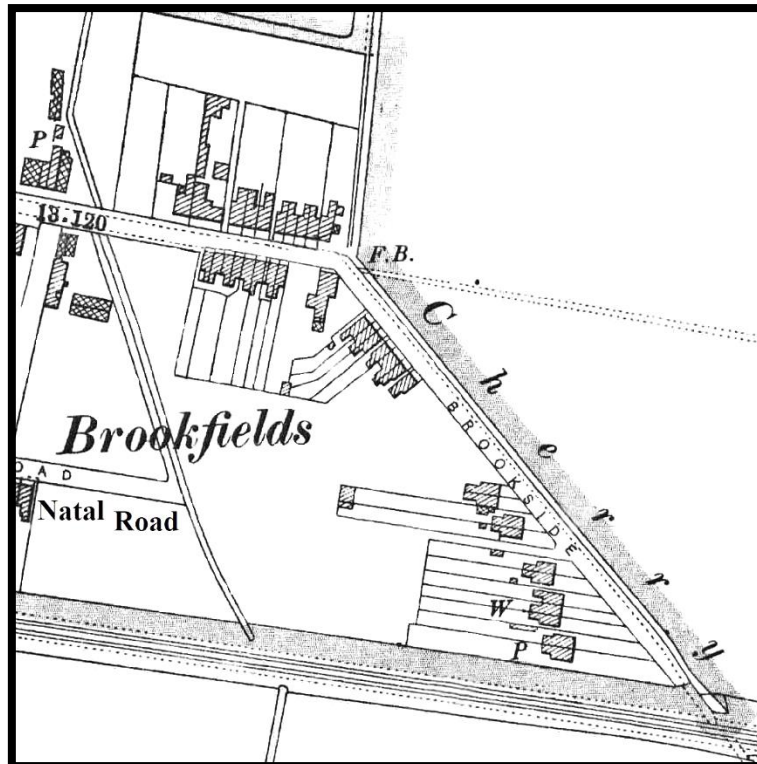 P
13.120
F.B.
Cherry
Brookfields
BROOKSIDE
OAD
Natal Road
W
P